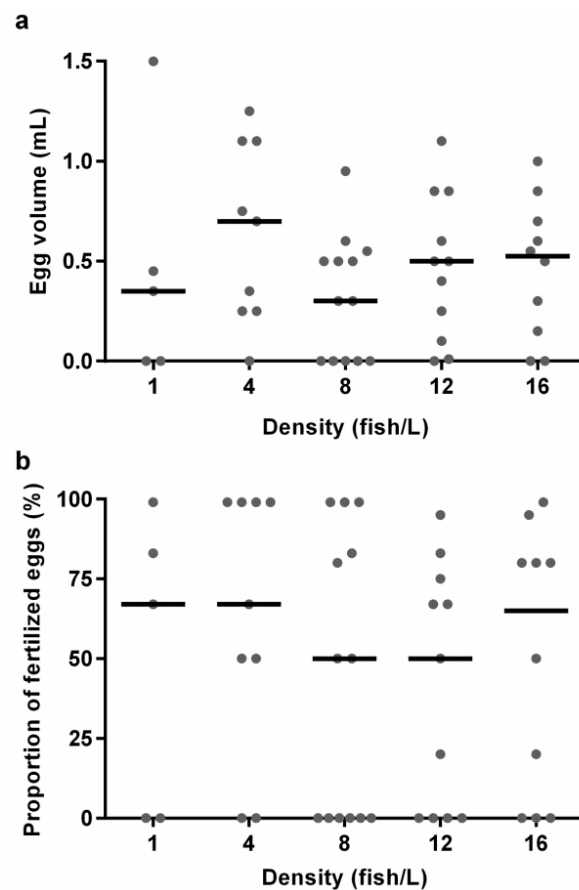 a
Egg volume (mL)
1.5
1.0
0.5
0.0
1 4 8 12 16
Density (fish/L)
b
Proportion of fertilized eggs (%)
100
75
50
25
0
1 4 8 12 16
Density (fish/L)